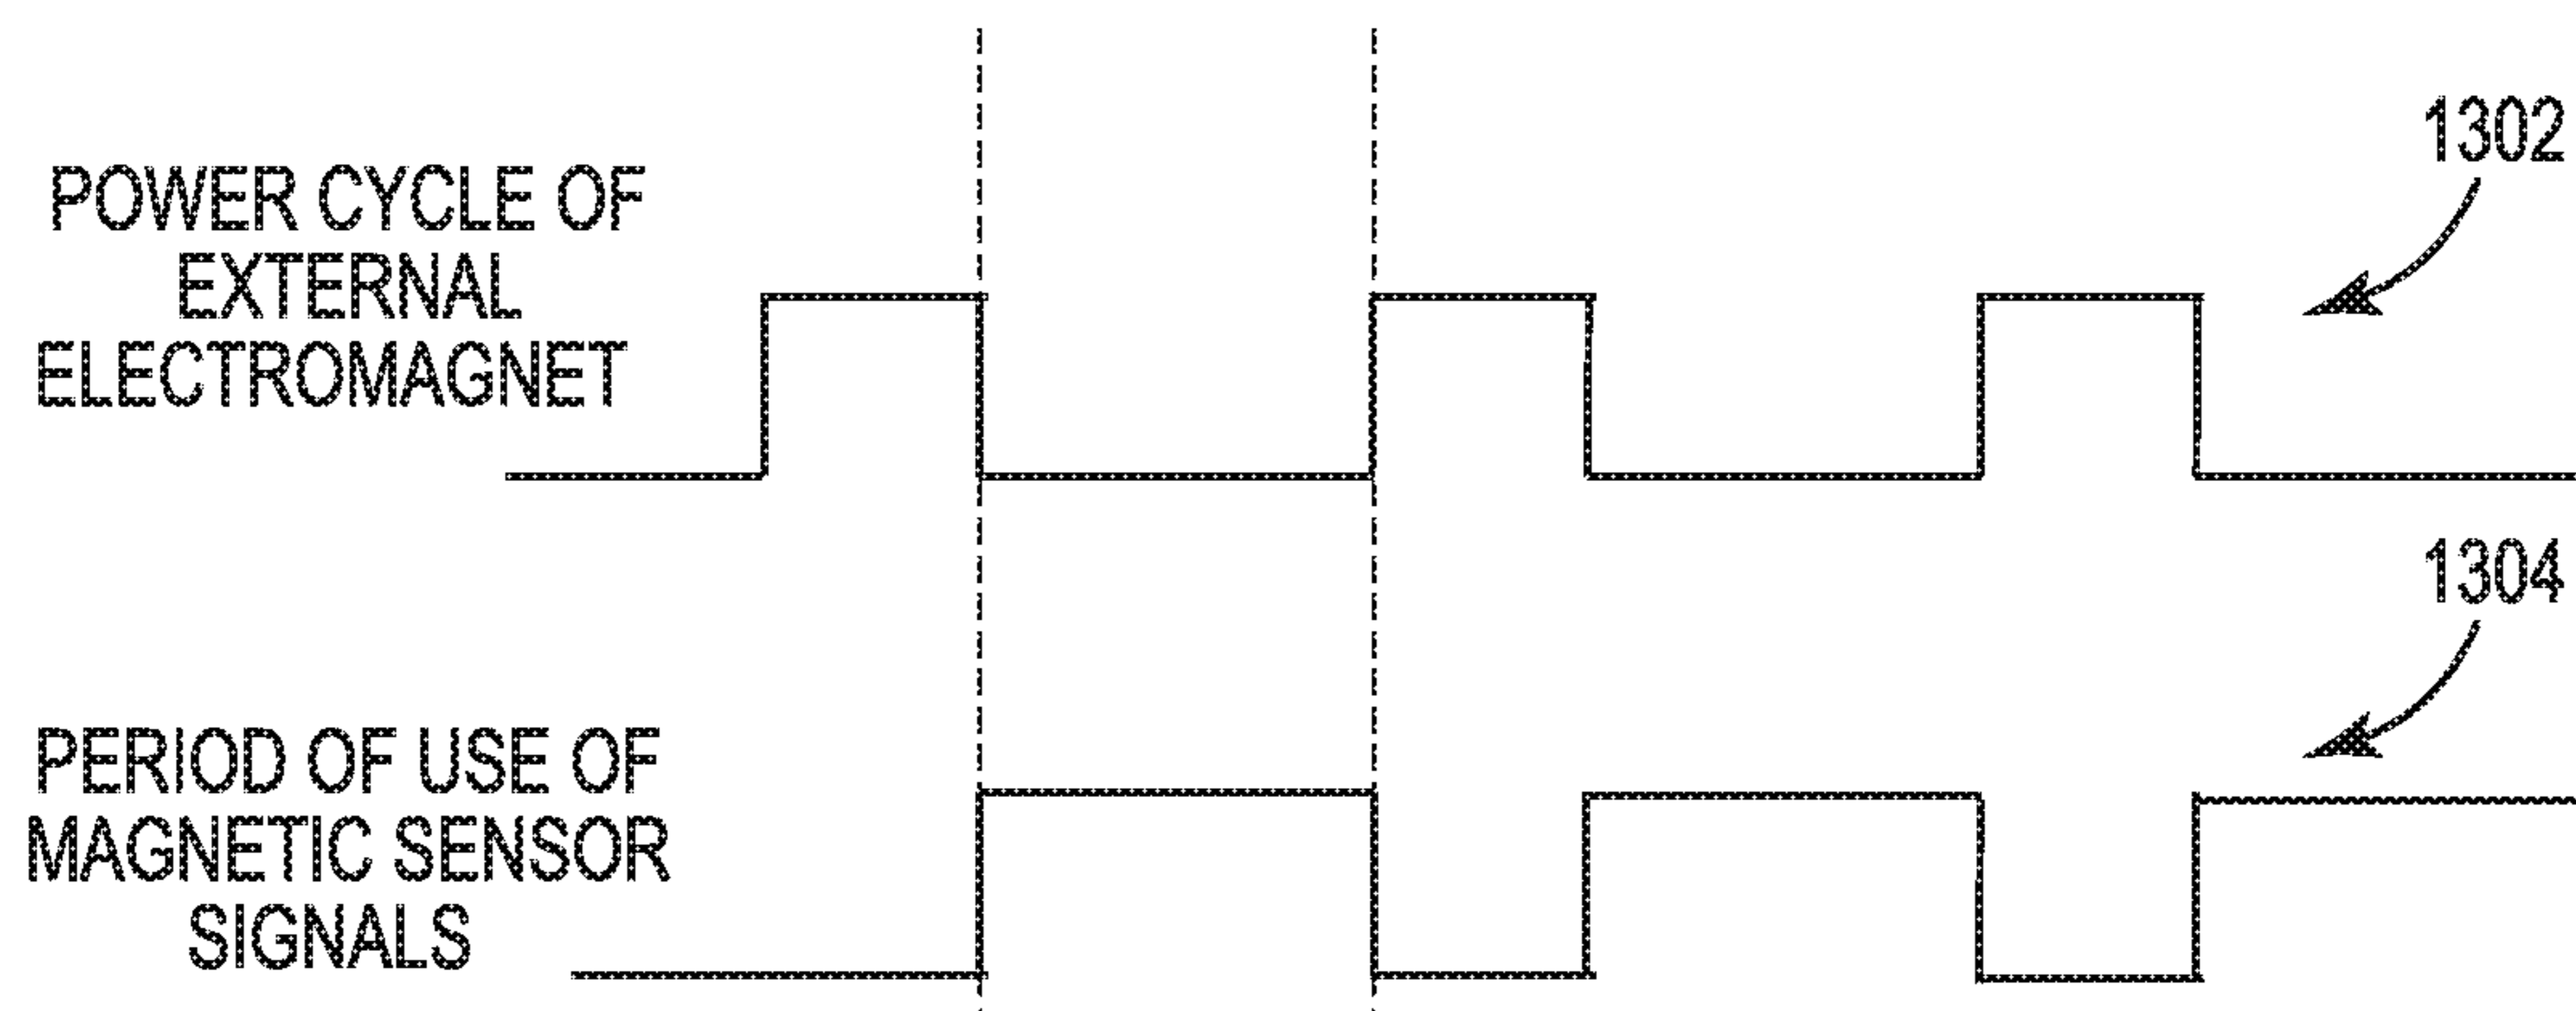 1302
POWER CYCLE OF
EXTERNAL
ELECTROMAGNET
1304
PERIOD OF USE OF
MAGNETIC SENSOR
SIGNALS